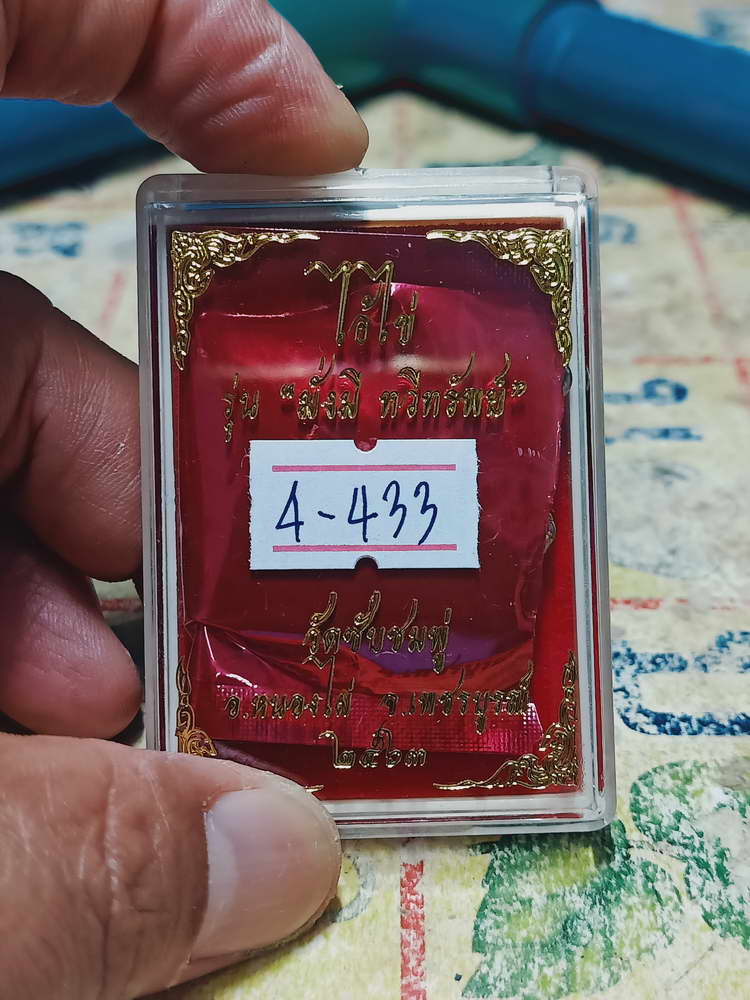 ไอ้ไข่
รุ่น "มั่งมี ทวีทรัพย์"
4-433
วัดซับชมพู่
อ.หนองไผ่ จ.เพชรบูรณ์
๒๕๖๓